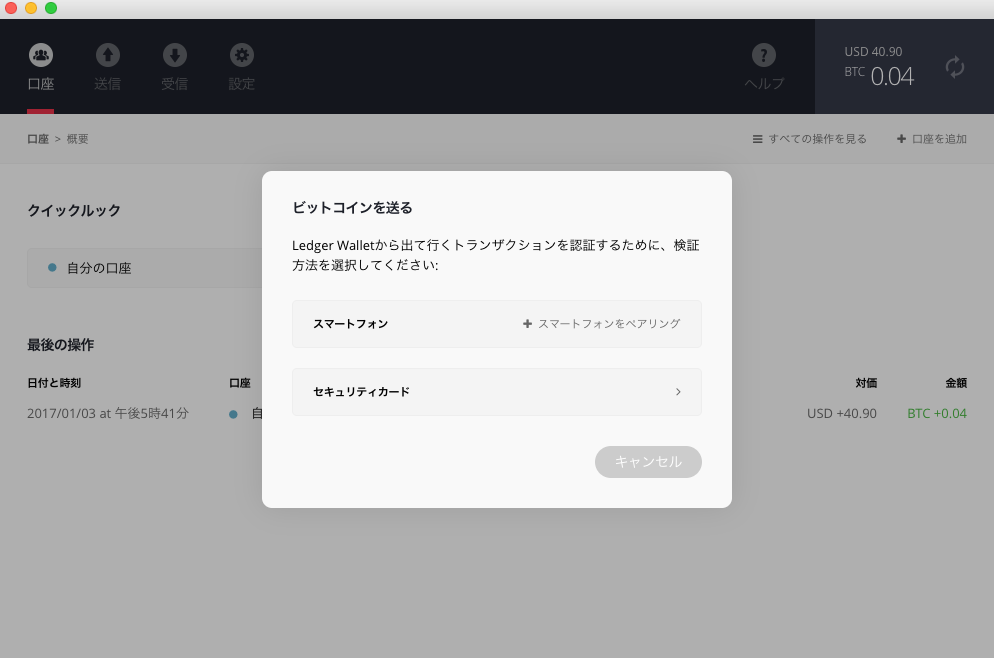 口座
送信
受信
設定
ヘルプ
USD 40.90
BTC 0.04
口座 > 概要
すべての操作を見る
口座を追加
クイックルック
自分の口座
最後の操作
日付と時刻 口座 対価 金額
2017/01/03 at 午後5時41分 自 USD +40.90 BTC +0.04
ビットコインを送る
Ledger Walletから出て行くトランザクションを認証するために、検証
方法を選択してください:
スマートフォン
スマートフォンをペアリング
セキュリティカード
キャンセル